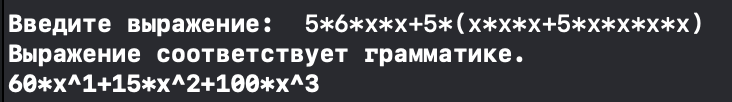 Введите выражение:  5*6*x*x+5*(x*x*x+5*x*x*x*x)
Выражение соответствует грамматике.
60*x^1+15*x^2+100*x^3